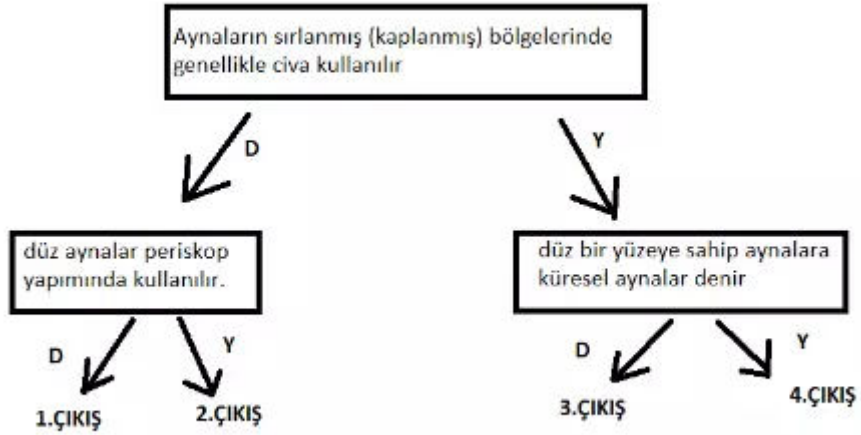 Aynaların sırlanmış (kaplanmış) bölgelerinde
genellikle civa kullanılır
D
Y
düz aynalar periskop
yapımında kullanılır.
düz bir yüzeye sahip aynalara
küresel aynalar denir
D
Y
D
Y
1.ÇIKIŞ
2.ÇIKIŞ
3.ÇIKIŞ
4.ÇIKIŞ